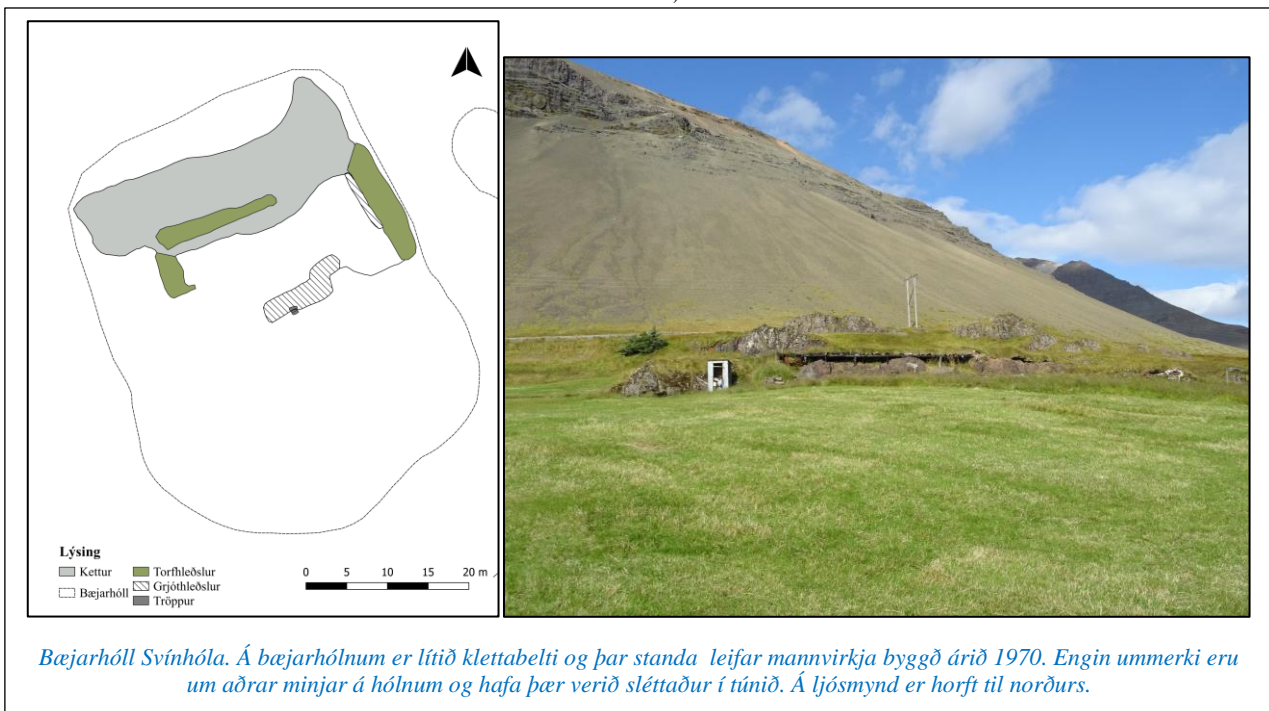 Lýsing
Kettur
Torfhleðslur
Bæjarhóll
Grjóthleðslur
Tröppur
0 5 10 15 20 m
Bæjarhóll Svínhóla. Á bæjarhólnum er lítið klettabelti og þar standa leifar mannvirkja byggð árið 1970. Engin ummerki eru
um aðrar minjar á hólnum og hafa þær verið sléttaður í túnið. Á ljósmynd er horft til norðurs.